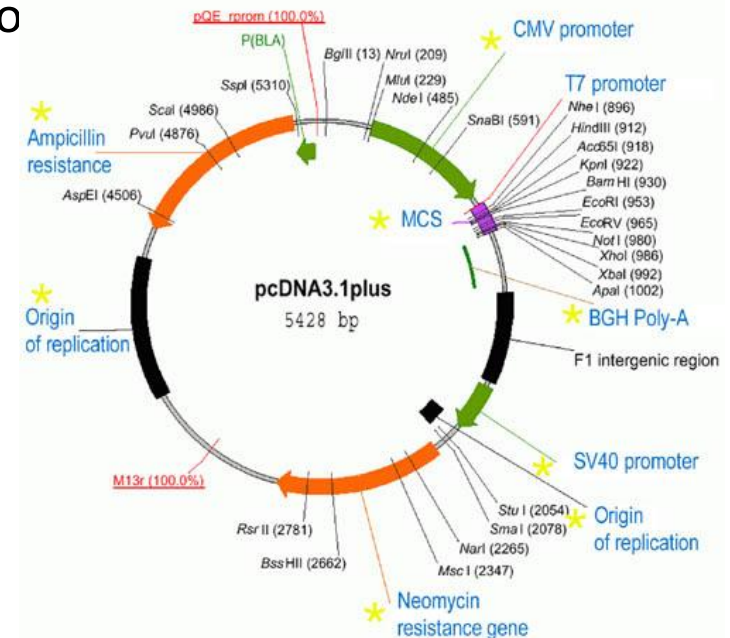 pQE_rprom (100.0%)
P(BLA)
BglII (13)
NruI (209)
MluI (229)
NdeI (485)
SspI (5310)
ScaI (4986)
PvuI (4876)
AspEI (4506)
SnaBI (591)
CMV promoter
T7 promoter
NheI (896)
HindIII (912)
Acc65I (918)
KpnI (922)
BamHI (930)
EcoRI (953)
EcoRV (965)
NotI (980)
XhoI (986)
XbaI (992)
ApaI (1002)
Ampicillin
resistance
MCS
pcDNA3.1plus
5428 bp
Origin
of replication
BGH Poly-A
F1 intergenic region
SV40 promoter
M13r (100.0%)
StuI (2054)
SmaI (2078)
Origin
of replication
NarI (2265)
MscI (2347)
RsrII (2781)
BssHII (2662)
Neomycin
resistance gene